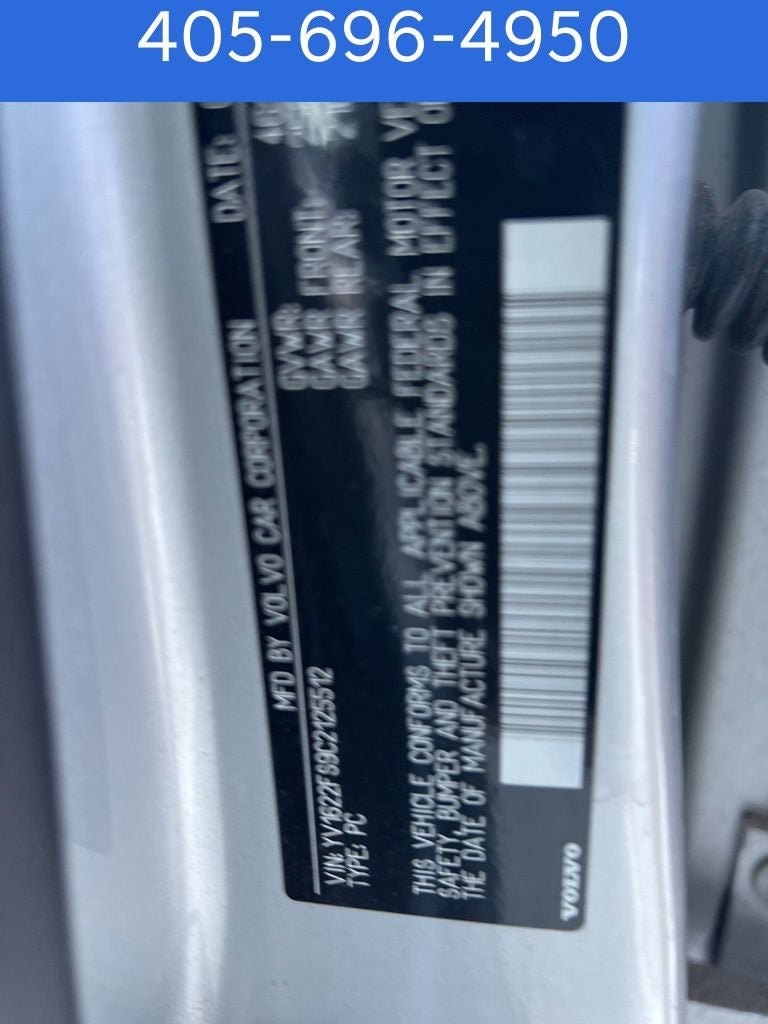 405-696-4950
MFD BY VOLVO CAR CORPORATION DATE:
VIN: YV1622FS9C2125512
TYPE: PC
GVWR:
GAWR FRONT:
GAWR REAR:
THIS VEHICLE CONFORMS TO ALL APPLICABLE FEDERAL MOTOR
SAFETY, BUMPER AND THEFT PREVENTION STANDARDS IN EFFECT
THE DATE OF MANUFACTURE SHOWN ABOVE.
VOLVO